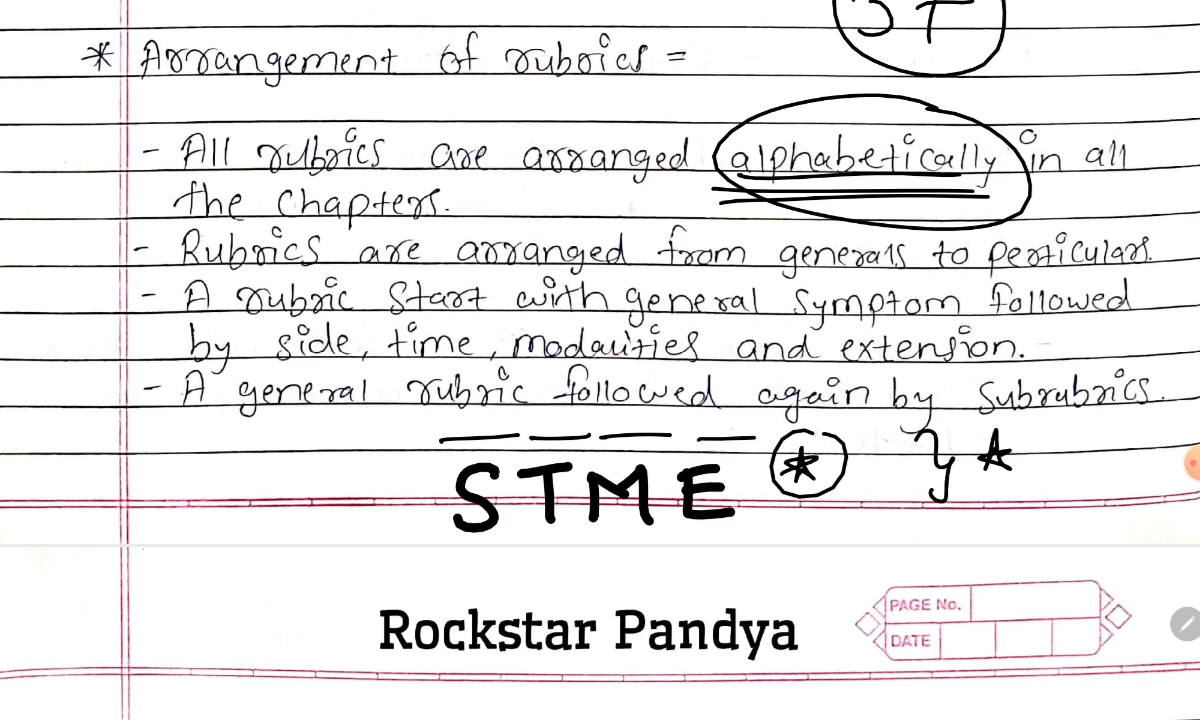 ST
* Arrangement of rubrics =
- All rubrics are arranged alphabetically in all
the chapters.
- Rubrics are arranged from generals to perticulars.
- A rubric start with general symptom followed
by side, time, modalities and extension.
- A general rubric followed again by subrubrics.
STME * } ★
Rockstar Pandya
PAGE No.
DATE